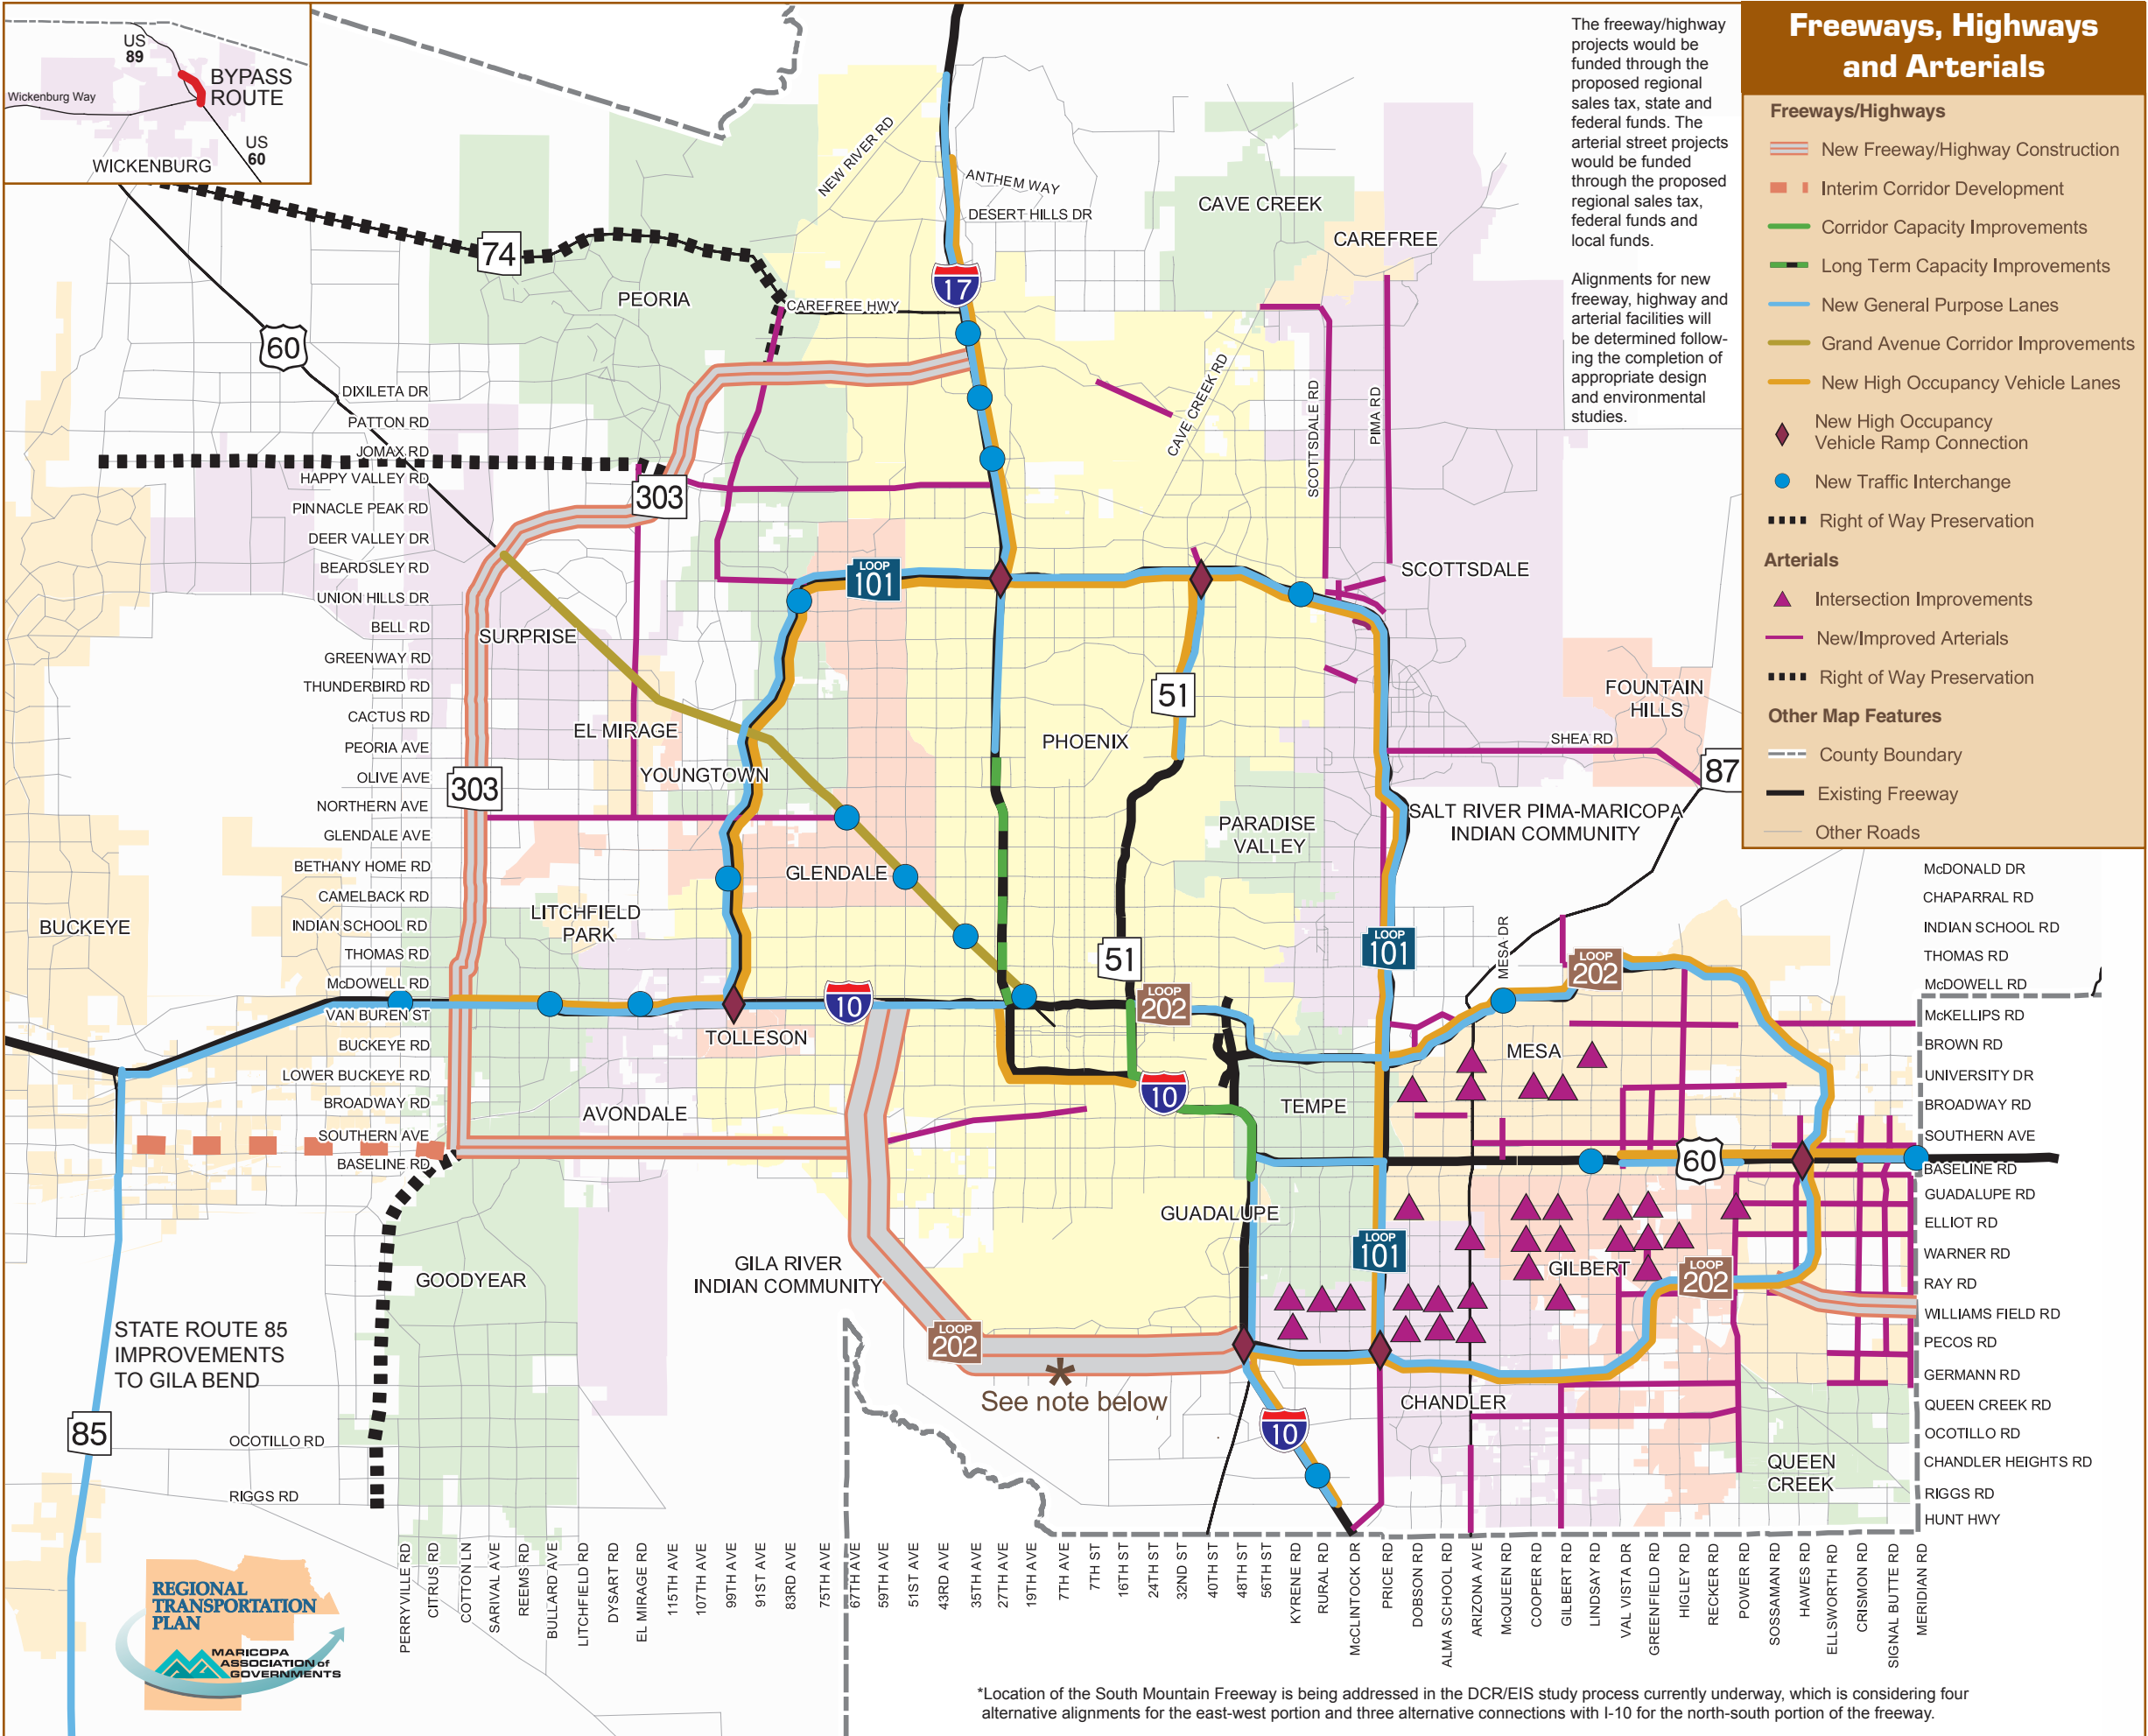 US
89
BYPASS
ROUTE
Wickenburg Way
US
60
WICKENBURG
The freeway/highway
projects would be
funded through the
proposed regional
sales tax, state and
federal funds. The
arterial street projects
would be funded
through the proposed
regional sales tax,
federal funds and
local funds.
Alignments for new
freeway, highway and
arterial facilities will
be determined follow-
ing the completion of
appropriate design
and environmental
studies.
Freeways, Highways
and Arterials
Freeways/Highways
New Freeway/Highway Construction
Interim Corridor Development
Corridor Capacity Improvements
Long Term Capacity Improvements
New General Purpose Lanes
Grand Avenue Corridor Improvements
New High Occupancy Vehicle Lanes
New High Occupancy
Vehicle Ramp Connection
New Traffic Interchange
Right of Way Preservation
Arterials
Intersection Improvements
New/Improved Arterials
Right of Way Preservation
Other Map Features
County Boundary
Existing Freeway
Other Roads
NEW RIVER RD
ANTHEM WAY
DESERT HILLS DR
CAVE CREEK
CAREFREE
74
PEORIA
17
CAREFREE HWY
60
CAVE CREEK RD
SCOTTSDALE RD
PIMA RD
DIXILETA DR
PATTON RD
JOMAX RD
HAPPY VALLEY RD
PINNACLE PEAK RD
DEER VALLEY DR
BEARDSLEY RD
UNION HILLS DR
BELL RD
GREENWAY RD
THUNDERBIRD RD
CACTUS RD
PEORIA AVE
OLIVE AVE
NORTHERN AVE
GLENDALE AVE
BETHANY HOME RD
CAMELBACK RD
INDIAN SCHOOL RD
THOMAS RD
McDOWELL RD
VAN BUREN ST
BUCKEYE RD
LOWER BUCKEYE RD
BROADWAY RD
SOUTHERN AVE
BASELINE RD
303
LOOP
101
SCOTTSDALE
SURPRISE
51
FOUNTAIN
HILLS
EL MIRAGE
PHOENIX
SHEA RD
YOUNGTOWN
87
303
SALT RIVER PIMA-MARICOPA
INDIAN COMMUNITY
PARADISE
VALLEY
GLENDALE
LITCHFIELD
PARK
BUCKEYE
LOOP
101
51
MESA DR
LOOP
202
10
LOOP
202
TOLLESON
MESA
10
AVONDALE
TEMPE
60
GUADALUPE
LOOP
101
GILA RIVER
INDIAN COMMUNITY
GOODYEAR
GILBERT
LOOP
202
STATE ROUTE 85
IMPROVEMENTS
TO GILA BEND
LOOP
202
*
See note below
CHANDLER
10
85
OCOTILLO RD
QUEEN
CREEK
RIGGS RD
McDONALD DR
CHAPARRAL RD
INDIAN SCHOOL RD
THOMAS RD
McDOWELL RD
McKELLIPS RD
BROWN RD
UNIVERSITY DR
BROADWAY RD
SOUTHERN AVE
BASELINE RD
GUADALUPE RD
ELLIOT RD
WARNER RD
RAY RD
WILLIAMS FIELD RD
PECOS RD
GERMANN RD
QUEEN CREEK RD
OCOTILLO RD
CHANDLER HEIGHTS RD
RIGGS RD
HUNT HWY
PERRYVILLE RD
CITRUS RD
COTTON LN
SARIVAL AVE
REEMS RD
BULLARD AVE
LITCHFIELD RD
DYSART RD
EL MIRAGE RD
115TH AVE
107TH AVE
99TH AVE
91ST AVE
83RD AVE
75TH AVE
67TH AVE
59TH AVE
51ST AVE
43RD AVE
35TH AVE
27TH AVE
19TH AVE
7TH AVE
7TH ST
16TH ST
24TH ST
32ND ST
40TH ST
48TH ST
56TH ST
KYRENE RD
RURAL RD
McCLINTOCK DR
PRICE RD
DOBSON RD
ALMA SCHOOL RD
ARIZONA AVE
McQUEEN RD
COOPER RD
GILBERT RD
LINDSAY RD
VAL VISTA DR
GREENFIELD RD
HIGLEY RD
RECKER RD
POWER RD
SOSSAMAN RD
HAWES RD
ELLSWORTH RD
CRISMON RD
SIGNAL BUTTE RD
MERIDIAN RD
REGIONAL
TRANSPORTATION
PLAN
MARICOPA
ASSOCIATION of
GOVERNMENTS
*Location of the South Mountain Freeway is being addressed in the DCR/EIS study process currently underway, which is considering four
alternative alignments for the east-west portion and three alternative connections with I-10 for the north-south portion of the freeway.